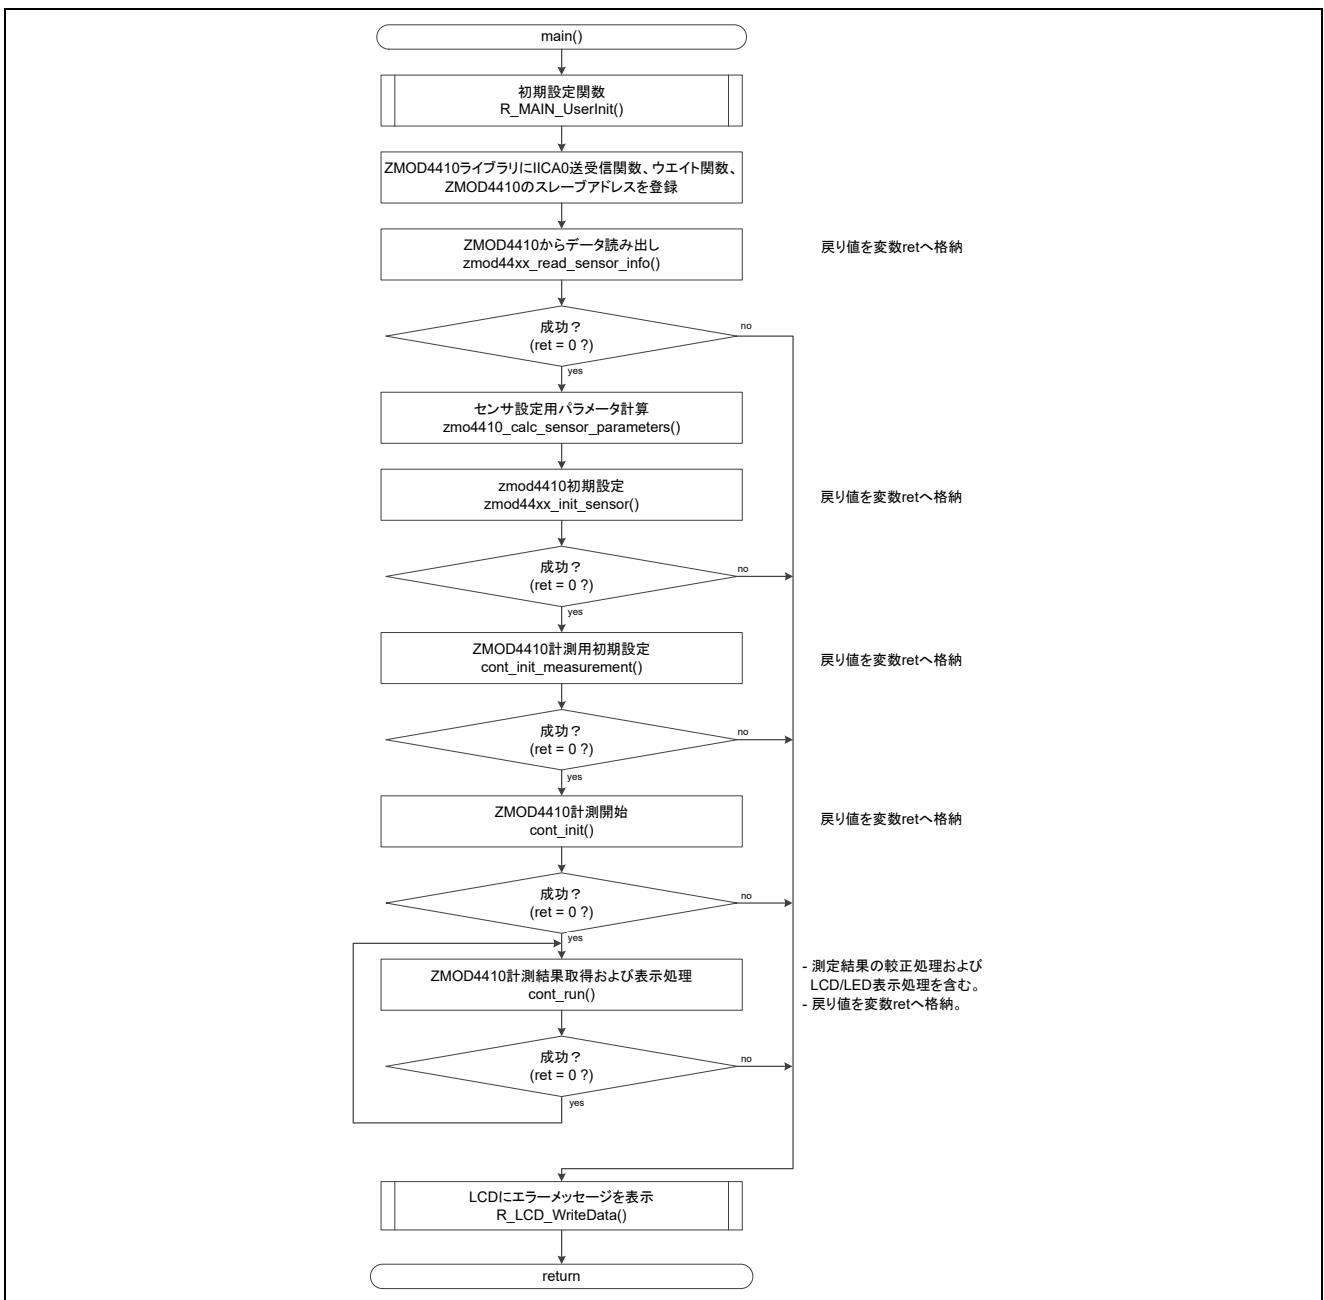 main()
初期設定関数
R_MAIN_UserInit()
ZMOD4410ライブラリにIICA0送受信関数、ウエイト関数、
ZMOD4410のスレーブアドレスを登録
ZMOD4410からデータ読み出し
zmod44xx_read_sensor_info()
戻り値を変数retへ格納
成功？
(ret = 0 ?)
no
yes
センサ設定用パラメータ計算
zmo4410_calc_sensor_parameters()
zmod4410初期設定
zmod44xx_init_sensor()
戻り値を変数retへ格納
成功？
(ret = 0 ?)
no
yes
ZMOD4410計測用初期設定
cont_init_measurement()
戻り値を変数retへ格納
成功？
(ret = 0 ?)
no
yes
ZMOD4410計測開始
cont_init()
戻り値を変数retへ格納
成功？
(ret = 0 ?)
no
yes
ZMOD4410計測結果取得および表示処理
cont_run()
- 測定結果の較正処理および
LCD/LED表示処理を含む。
- 戻り値を変数retへ格納。
成功？
(ret = 0 ?)
no
yes
LCDにエラーメッセージを表示
R_LCD_WriteData()
return